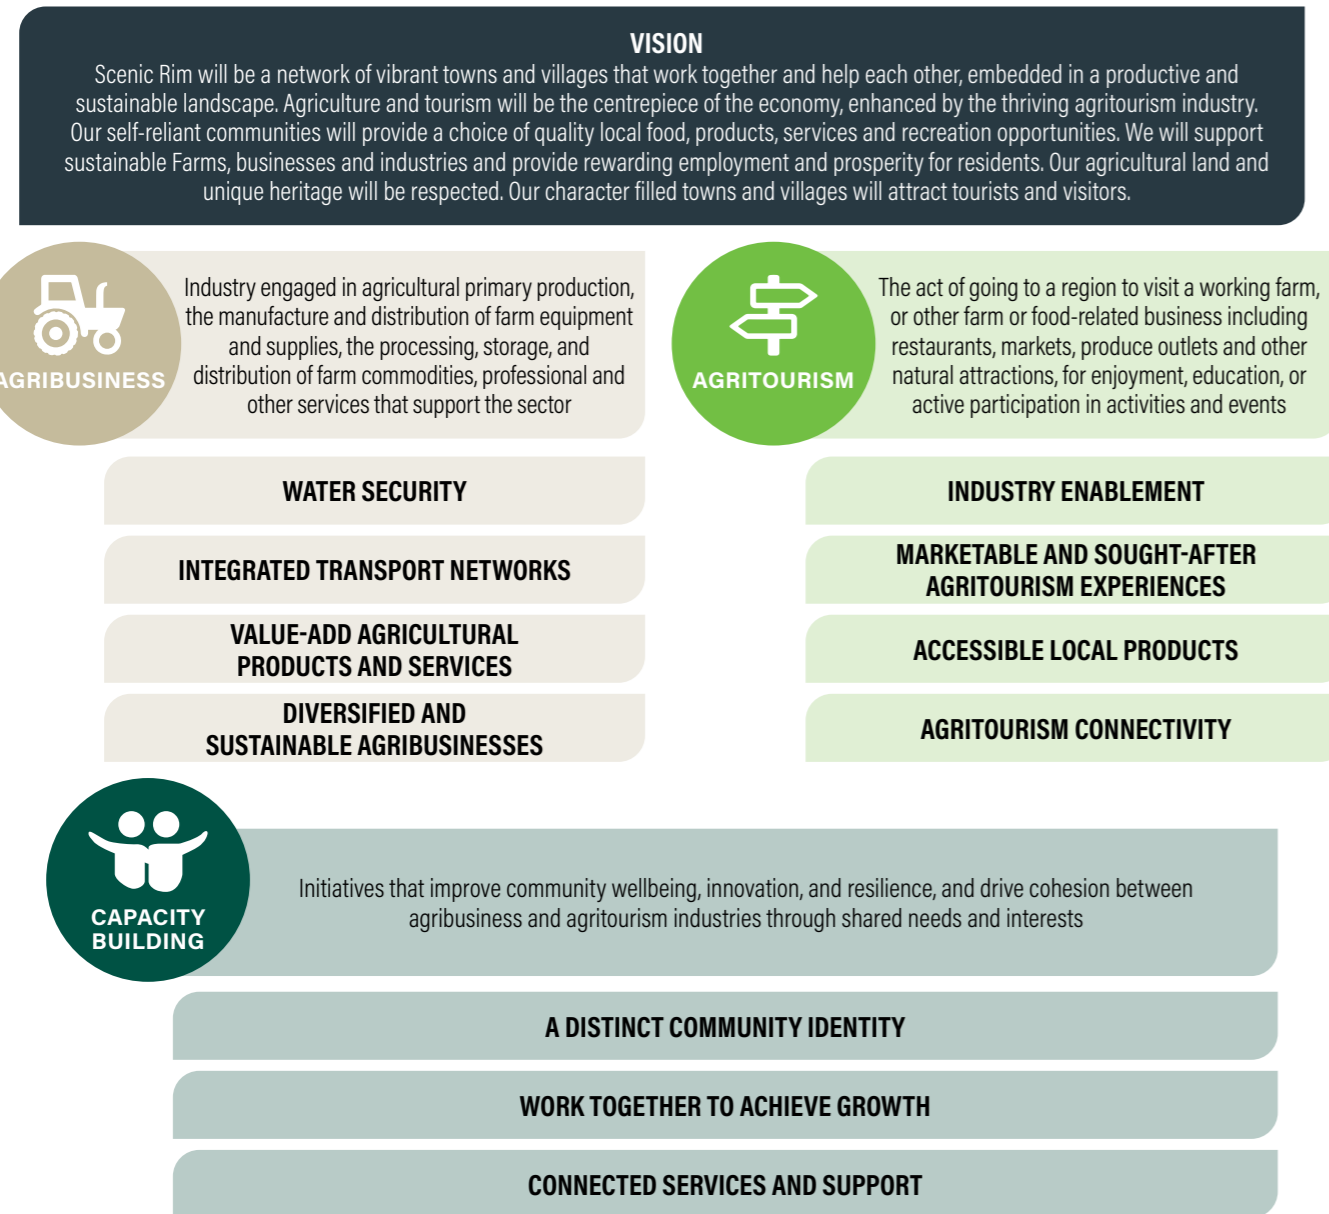 VISION
Scenic Rim will be a network of vibrant towns and villages that work together and help each other, embedded in a productive and
sustainable landscape. Agriculture and tourism will be the centrepiece of the economy, enhanced by the thriving agritourism industry.
Our self-reliant communities will provide a choice of quality local food, products, services and recreation opportunities. We will support
sustainable Farms, businesses and industries and provide rewarding employment and prosperity for residents. Our agricultural land and
unique heritage will be respected. Our character filled towns and villages will attract tourists and visitors.
AGRIBUSINESS
Industry engaged in agricultural primary production,
the manufacture and distribution of farm equipment
and supplies, the processing, storage, and
distribution of farm commodities, professional and
other services that support the sector
WATER SECURITY
INTEGRATED TRANSPORT NETWORKS
VALUE-ADD AGRICULTURAL
PRODUCTS AND SERVICES
DIVERSIFIED AND
SUSTAINABLE AGRIBUSINESSES
AGRITOURISM
The act of going to a region to visit a working farm,
or other farm or food-related business including
restaurants, markets, produce outlets and other
natural attractions, for enjoyment, education, or
active participation in activities and events
INDUSTRY ENABLEMENT
MARKETABLE AND SOUGHT-AFTER
AGRITOURISM EXPERIENCES
ACCESSIBLE LOCAL PRODUCTS
AGRITOURISM CONNECTIVITY
CAPACITY
BUILDING
Initiatives that improve community wellbeing, innovation, and resilience, and drive cohesion between
agribusiness and agritourism industries through shared needs and interests
A DISTINCT COMMUNITY IDENTITY
WORK TOGETHER TO ACHIEVE GROWTH
CONNECTED SERVICES AND SUPPORT